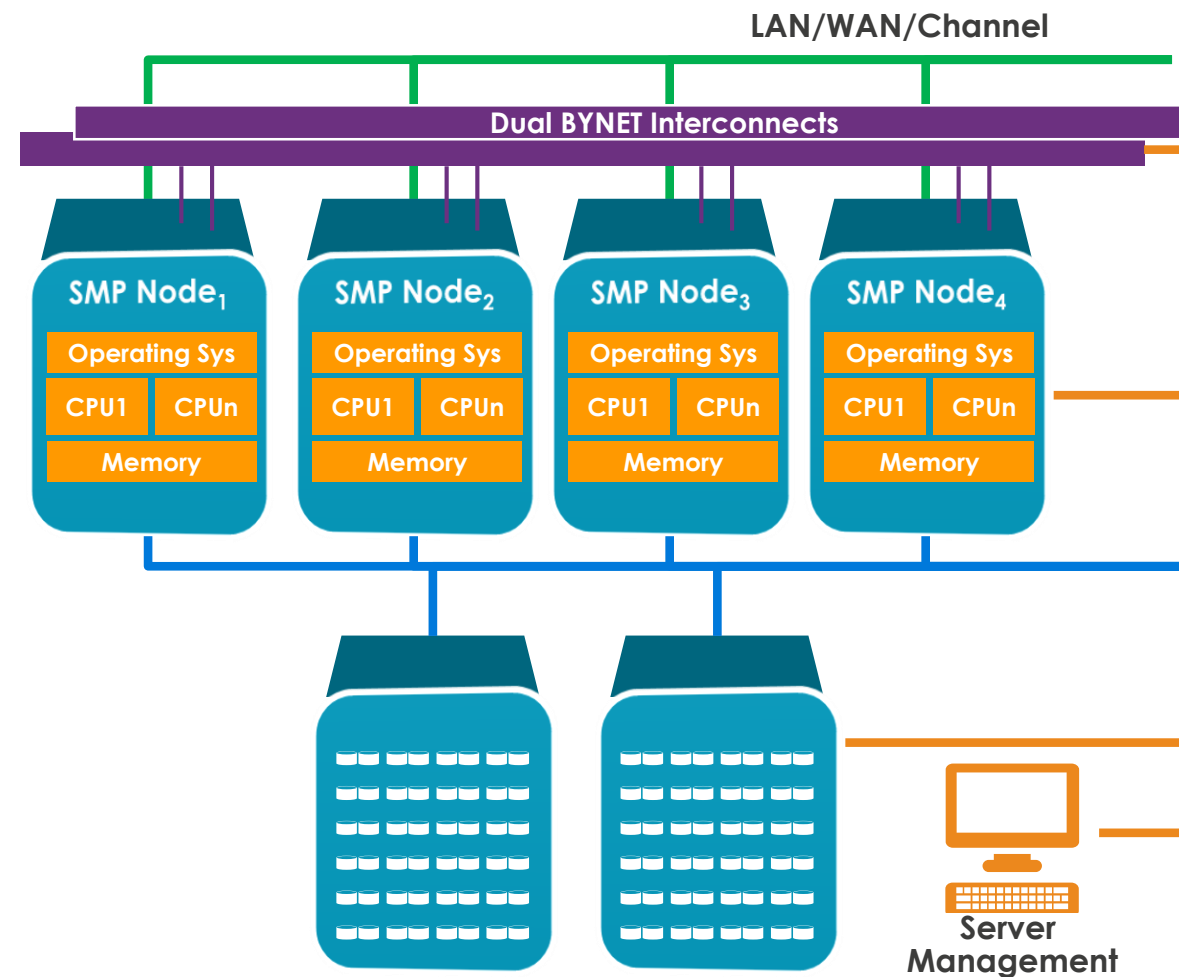 LAN/WAN/Channel
Dual BYNET Interconnects
SMP Node₁
Operating Sys
CPU1
CPUn
Memory
SMP Node₂
Operating Sys
CPU1
CPUn
Memory
SMP Node₃
Operating Sys
CPU1
CPUn
Memory
SMP Node₄
Operating Sys
CPU1
CPUn
Memory
Server
Management